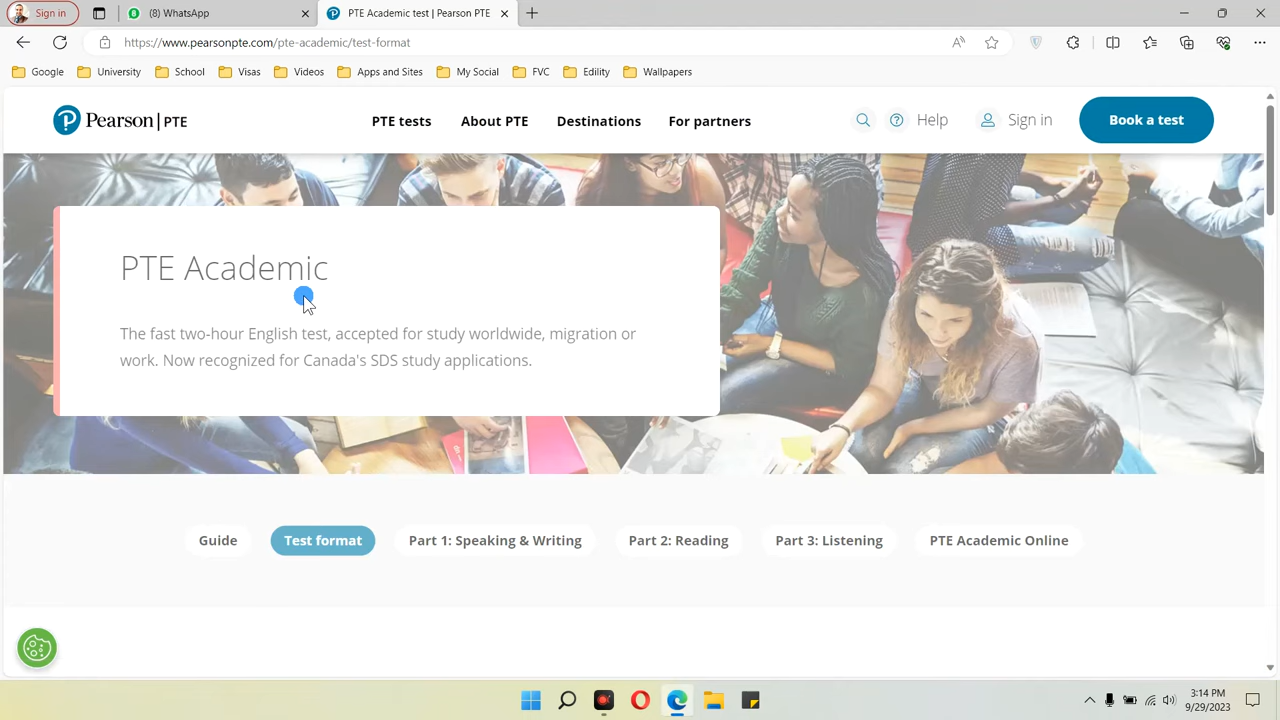 Sign in
(8) WhatsApp
PTE Academic test | Pearson PTE
https://www.pearsonpte.com/pte-academic/test-format
Google
University
School
Visas
Videos
Apps and Sites
My Social
FVC
Edility
Wallpapers
Pearson | PTE
PTE tests
About PTE
Destinations
For partners
Help
Sign in
Book a test
PTE Academic
The fast two-hour English test, accepted for study worldwide, migration or
work. Now recognized for Canada's SDS study applications.
Guide
Test format
Part 1: Speaking & Writing
Part 2: Reading
Part 3: Listening
PTE Academic Online
3:14 PM
9/29/2023